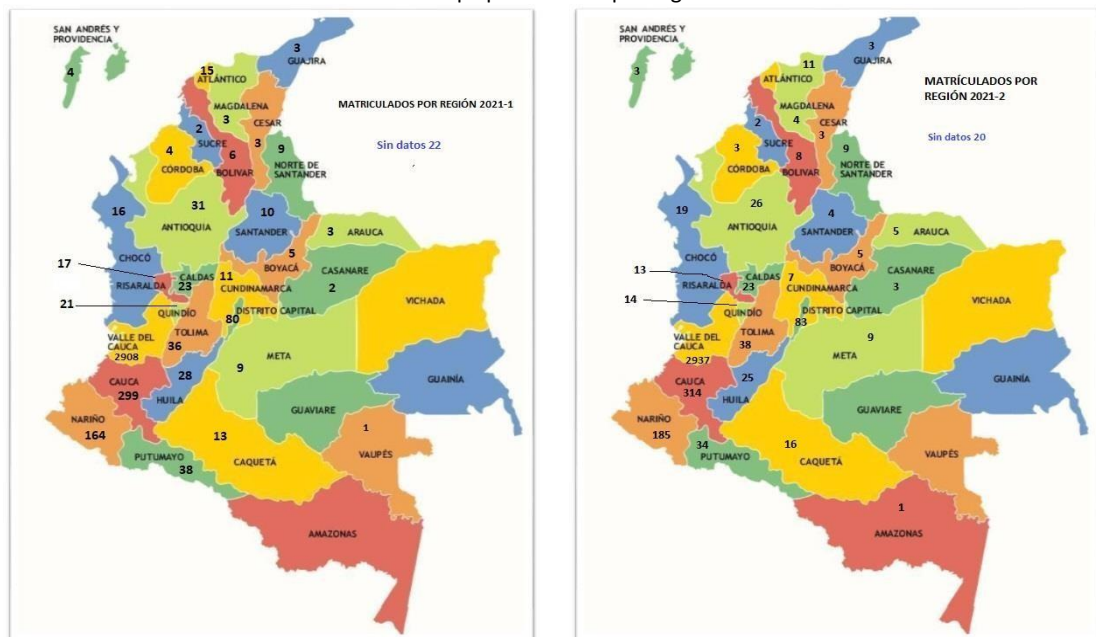 SAN ANDRÉS Y
PROVIDENCIA
4
3
GUAJIRA
15
ATLÁNTICO
MAGDALENA
3
CESAR
3
MATRICULADOS POR REGIÓN 2021-1
Sin datos 22
2
SUCRE
4
CÓRDOBA
6
BOLIVAR
9
NORTE DE
SANTANDER
31
ANTIOQUIA
16
CHOCÓ
10
SANTANDER
3
ARAUCA
5
BOYACÁ
CASANARE
2
17
RISARALDA
CALDAS
23
11
CUNDINAMARCA
VICHADA
21
QUINDÍO
DISTRITO CAPITAL
80
TOLIMA
36
VALLE DEL
CAUCA
2908
META
9
GUAINÍA
CAUCA
299
28
HUILA
GUAVIARE
NARIÑO
164
13
CAQUETÁ
1
VAUPÉS
PUTUMAYO
38
AMAZONAS
SAN ANDRÉS Y
PROVIDENCIA
3
3
GUAJIRA
11
ATLÁNTICO
MAGDALENA
4
CESAR
3
MATRÍCULADOS POR
REGIÓN 2021-2
Sin datos 20
2
SUCRE
3
CÓRDOBA
8
BOLIVAR
9
NORTE DE
SANTANDER
26
ANTIOQUIA
19
CHOCÓ
4
SANTANDER
5
ARAUCA
5
BOYACÁ
CASANARE
3
13
RISARALDA
CALDAS
23
7
CUNDINAMARCA
VICHADA
14
QUINDÍO
DISTRITO CAPITAL
83
TOLIMA
38
VALLE DEL
CAUCA
2937
9
META
GUAINÍA
CAUCA
314
25
HUILA
GUAVIARE
NARIÑO
185
16
CAQUETÁ
VAUPÉS
34
PUTUMAYO
1
AMAZONAS